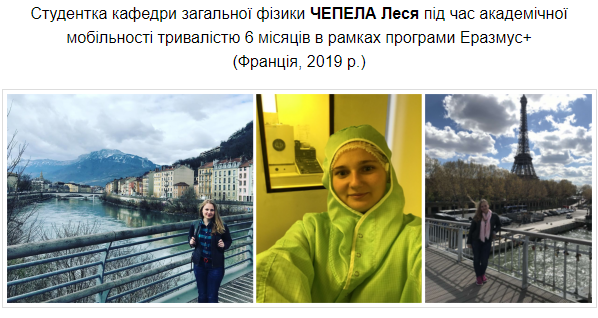 Студентка кафедри загальної фізики ЧЕПЕЛА Леся під час академічної
мобільності тривалістю 6 місяців в рамках програми Еразмус+
(Франція, 2019 р.)